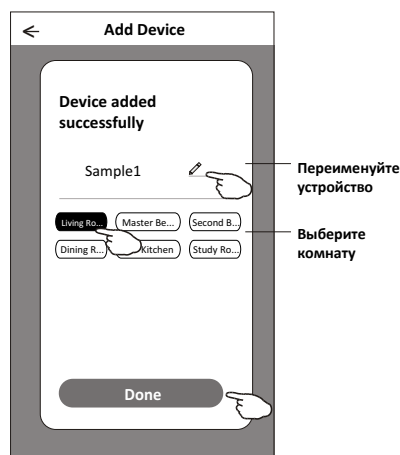 Add Device
Device added
successfully
Sample1
Переименуйте
устройство
Living Ro...
Master Be...
Second B...
Выберите
комнату
Dining R...
Kitchen
Study Ro...
Done